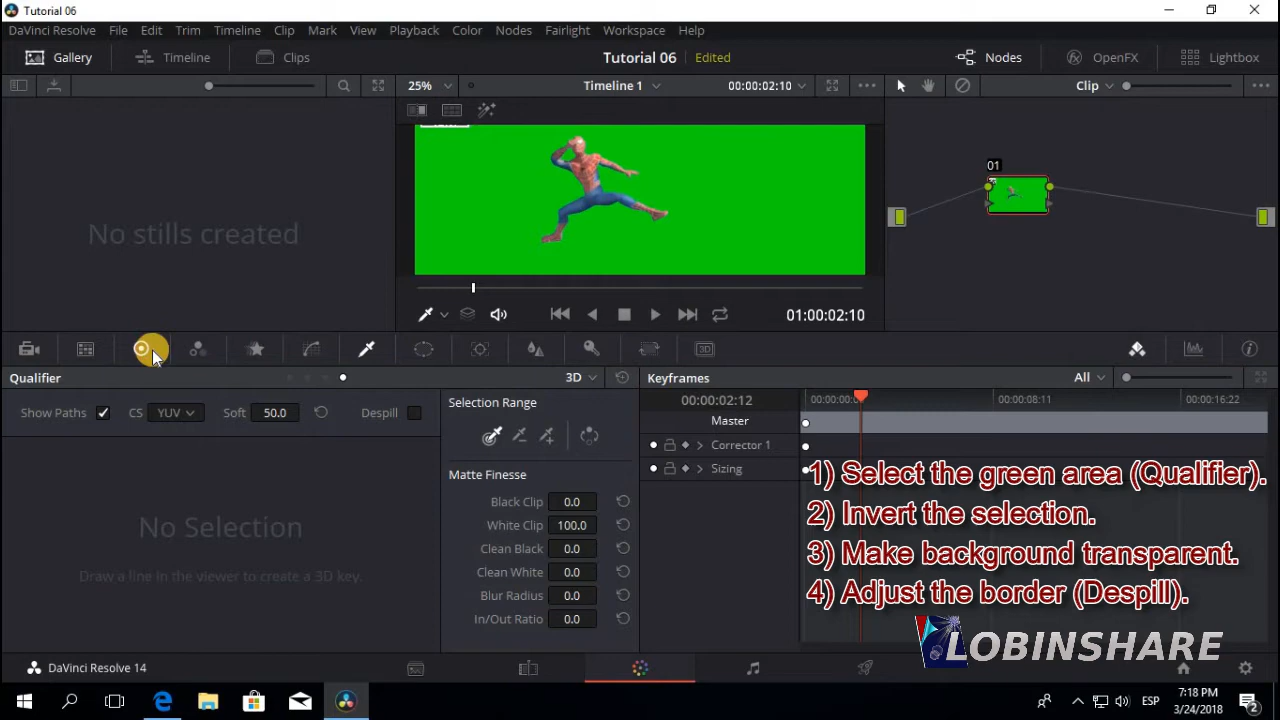 Tutorial 06
DaVinci Resolve File Edit Trim Timeline Clip Mark View Playback Color Nodes Fairlight Workspace Help
Gallery Timeline Clips Tutorial 06 Edited Nodes OpenFX Lightbox
25% Timeline 1 00:00:02:10 Clip
01
No stills created
01:00:02:10
3D
Qualifier 3D Keyframes All
Show Paths CS YUV Soft 50.0 Despill
Selection Range
00:00:02:12 00:00:00:0 00:00:08:11 00:00:16:22
Master
Corrector 1
Sizing
Matte Finesse
Black Clip 0.0
White Clip 100.0
Clean Black 0.0
Clean White 0.0
Blur Radius 0.0
In/Out Ratio 0.0
No Selection
Draw a line in the viewer to create a 3D key.
1) Select the green area (Qualifier).
2) Invert the selection.
3) Make background transparent.
4) Adjust the border (Despill).
LOBINSHARE
DaVinci Resolve 14
ESP
7:18 PM
3/24/2018
2